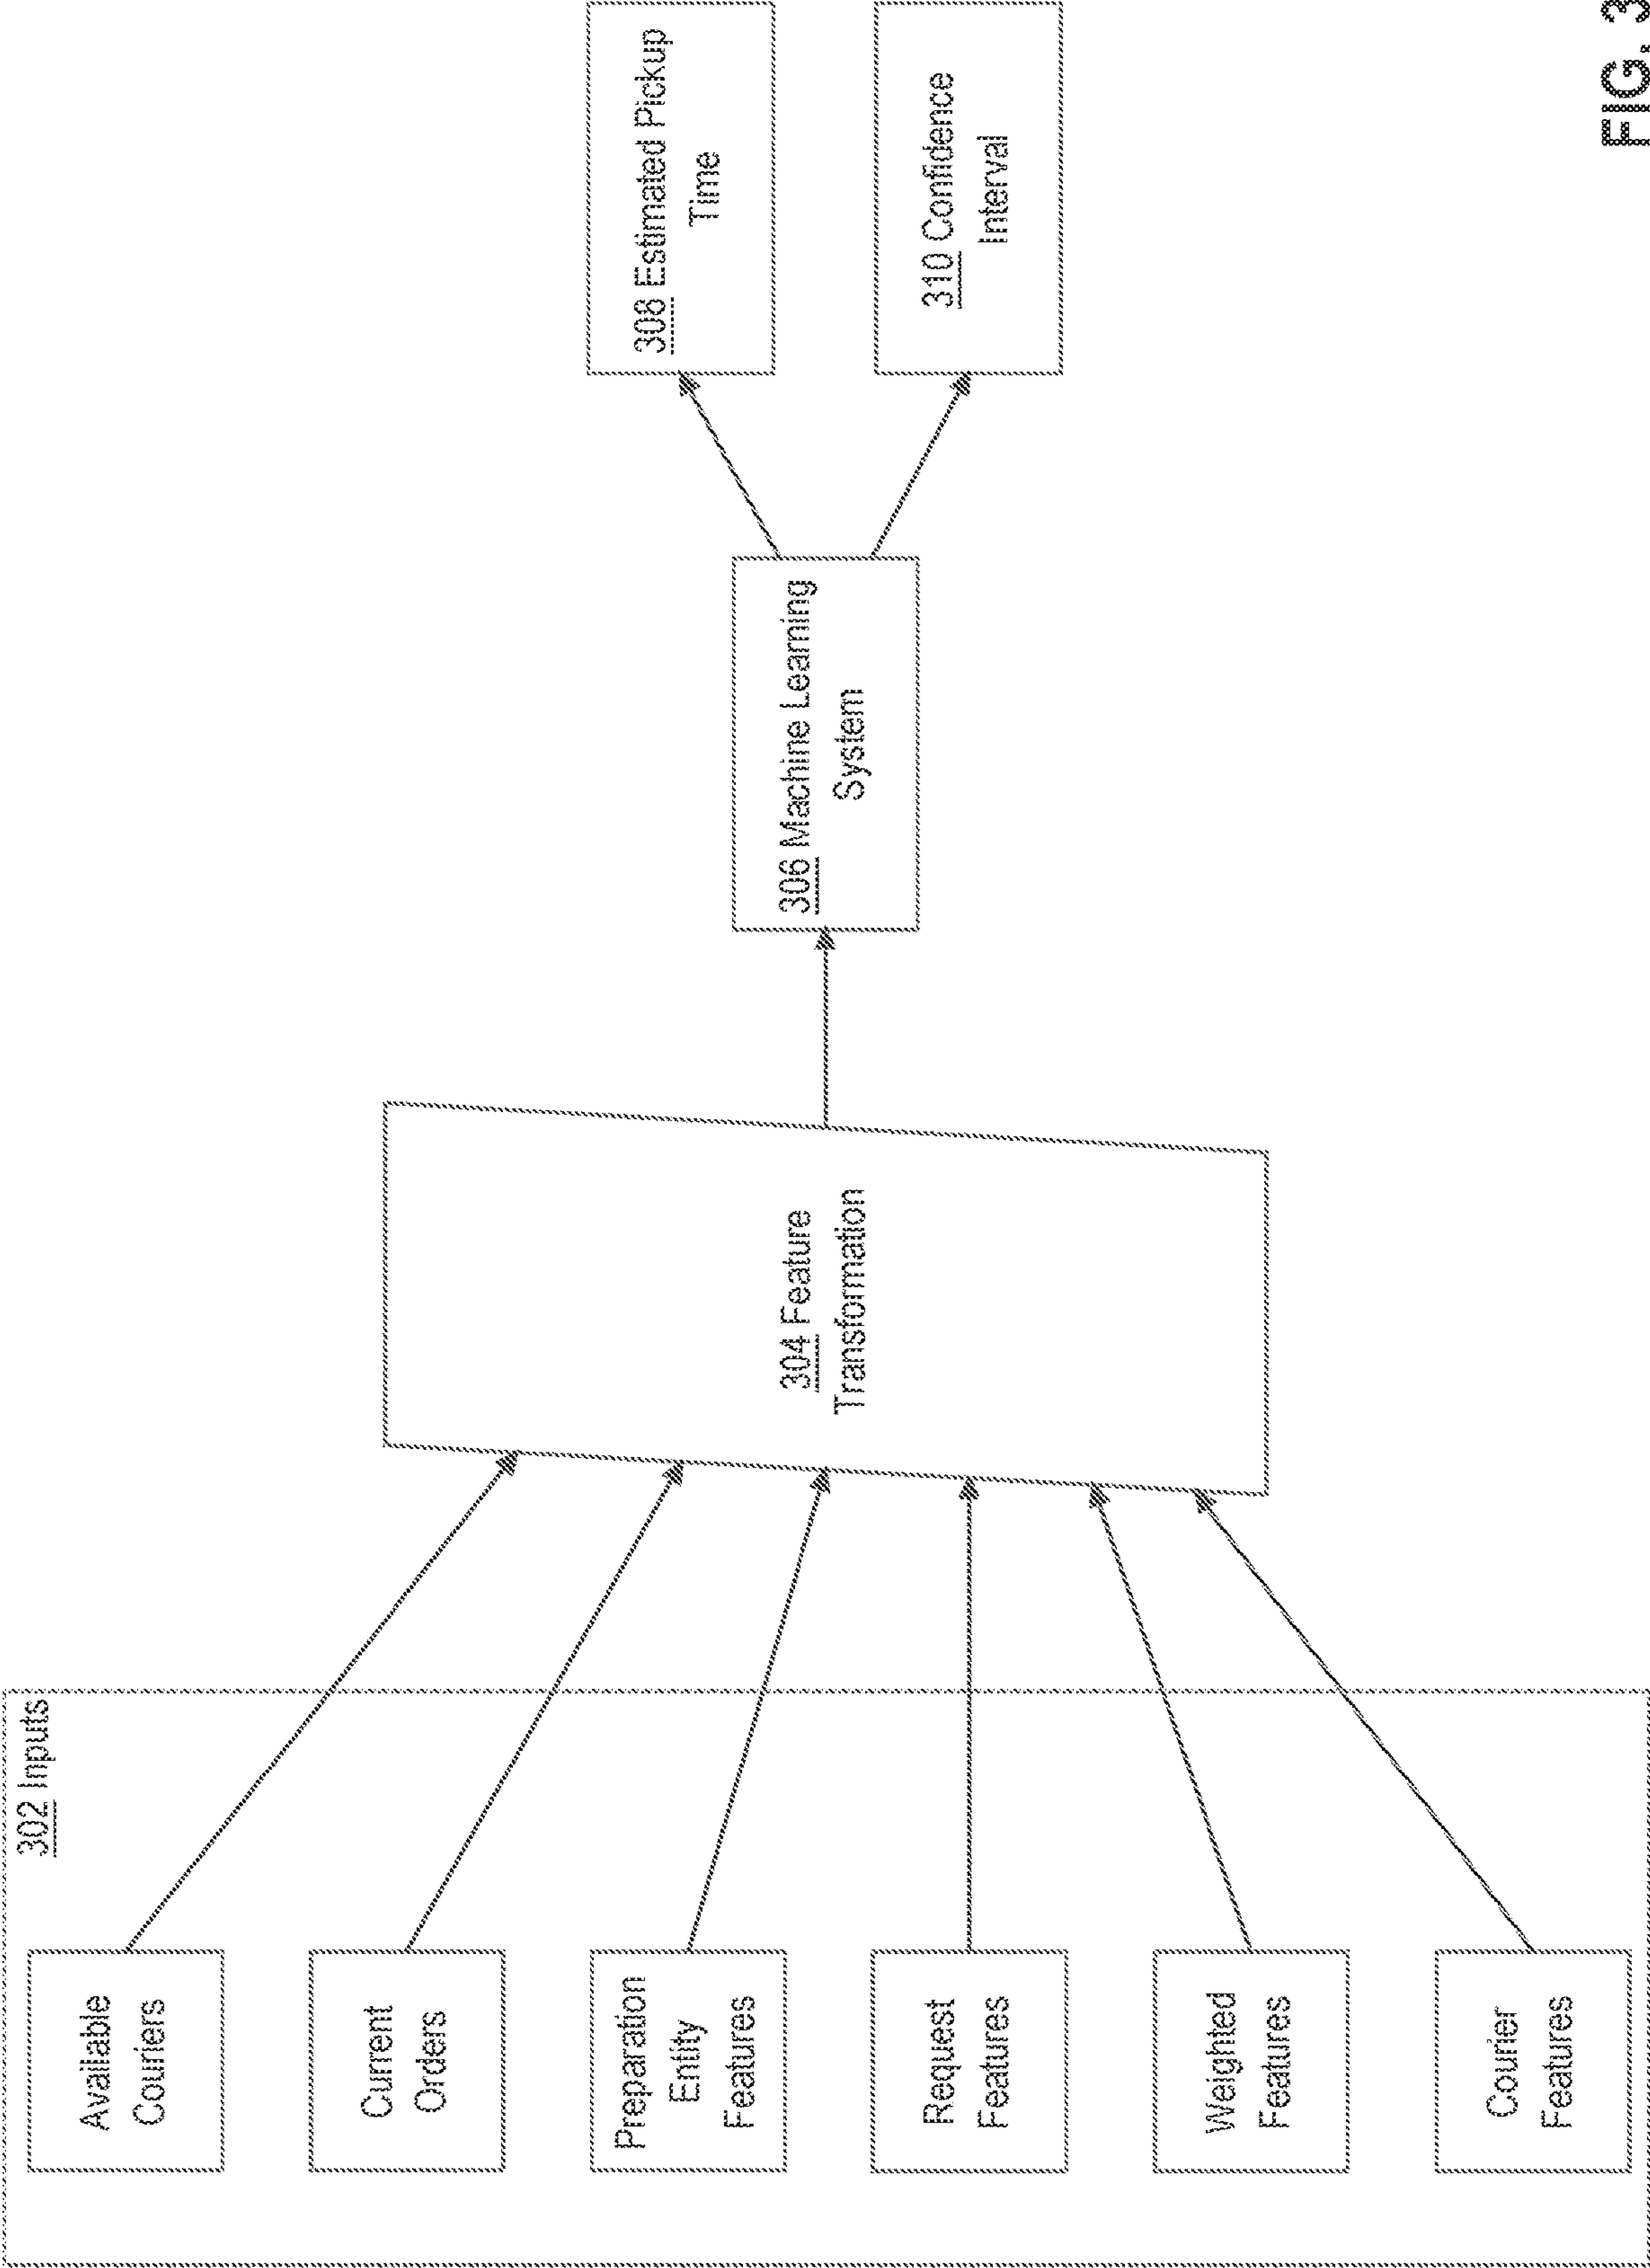 302 Inputs
Available
Couriers
Current
Orders
Preparation
Entity
Features
Request
Features
Weighted
Features
Courier
Features
304 Feature
Transformation
306 Machine Learning
System
308 Estimated Pickup
Time
310 Confidence
Interval
FIG. 3